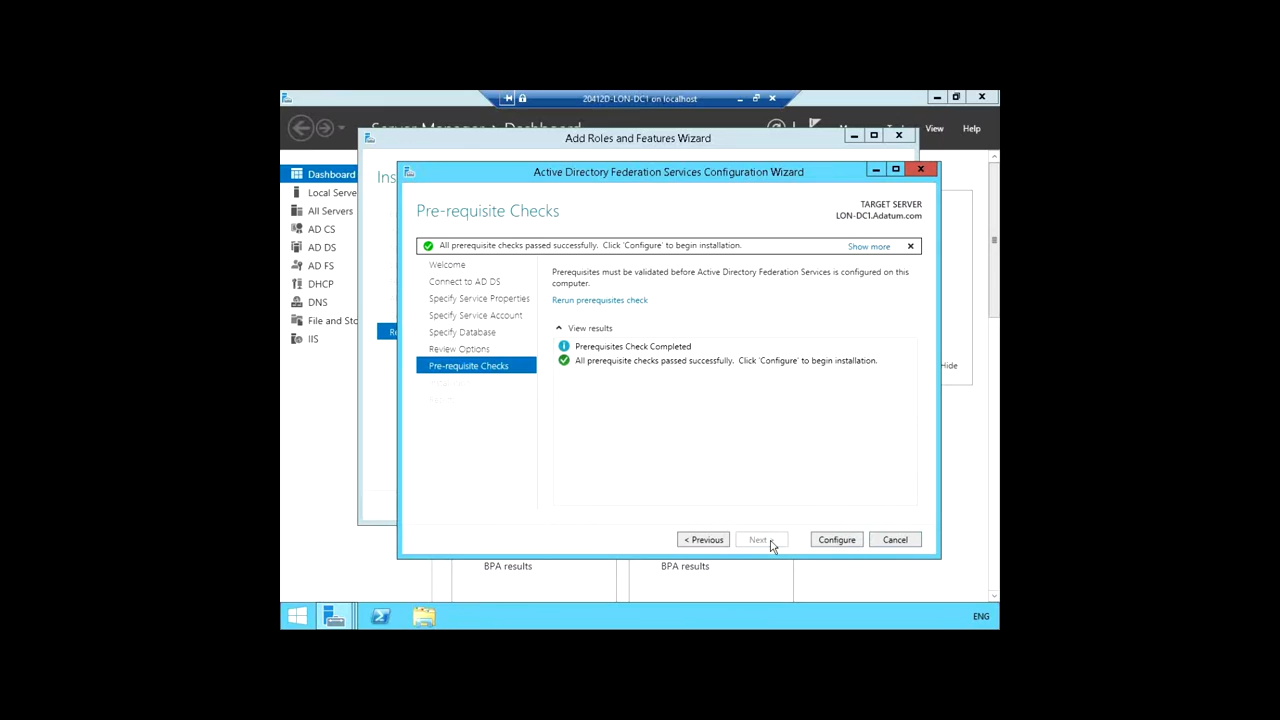 20412D-LON-DC1 on localhost
View
Help
Add Roles and Features Wizard
Active Directory Federation Services Configuration Wizard
Dashboard
Local Serve
All Servers
AD CS
AD DS
AD FS
DHCP
DNS
File and Sto
IIS
Ins
Pre-requisite Checks
TARGET SERVER
LON-DC1.Adatum.com
All prerequisite checks passed successfully. Click 'Configure' to begin installation.
Show more
Welcome
Connect to AD DS
Specify Service Properties
Specify Service Account
Specify Database
Review Options
Pre-requisite Checks
Prerequisites must be validated before Active Directory Federation Services is configured on this
computer.
Rerun prerequisites check
View results
Prerequisites Check Completed
All prerequisite checks passed successfully. Click 'Configure' to begin installation.
Hide
< Previous
Next >
Configure
Cancel
BPA results
BPA results
ENG